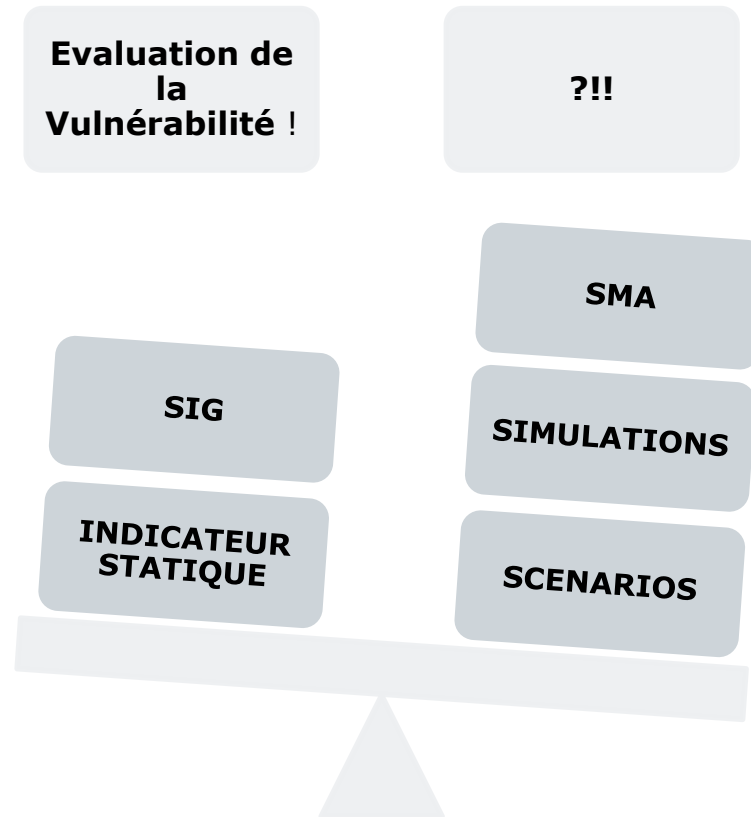 Evaluation de
la
Vulnérabilité !
?!!
SIG
INDICATEUR
STATIQUE
SMA
SIMULATIONS
SCENARIOS